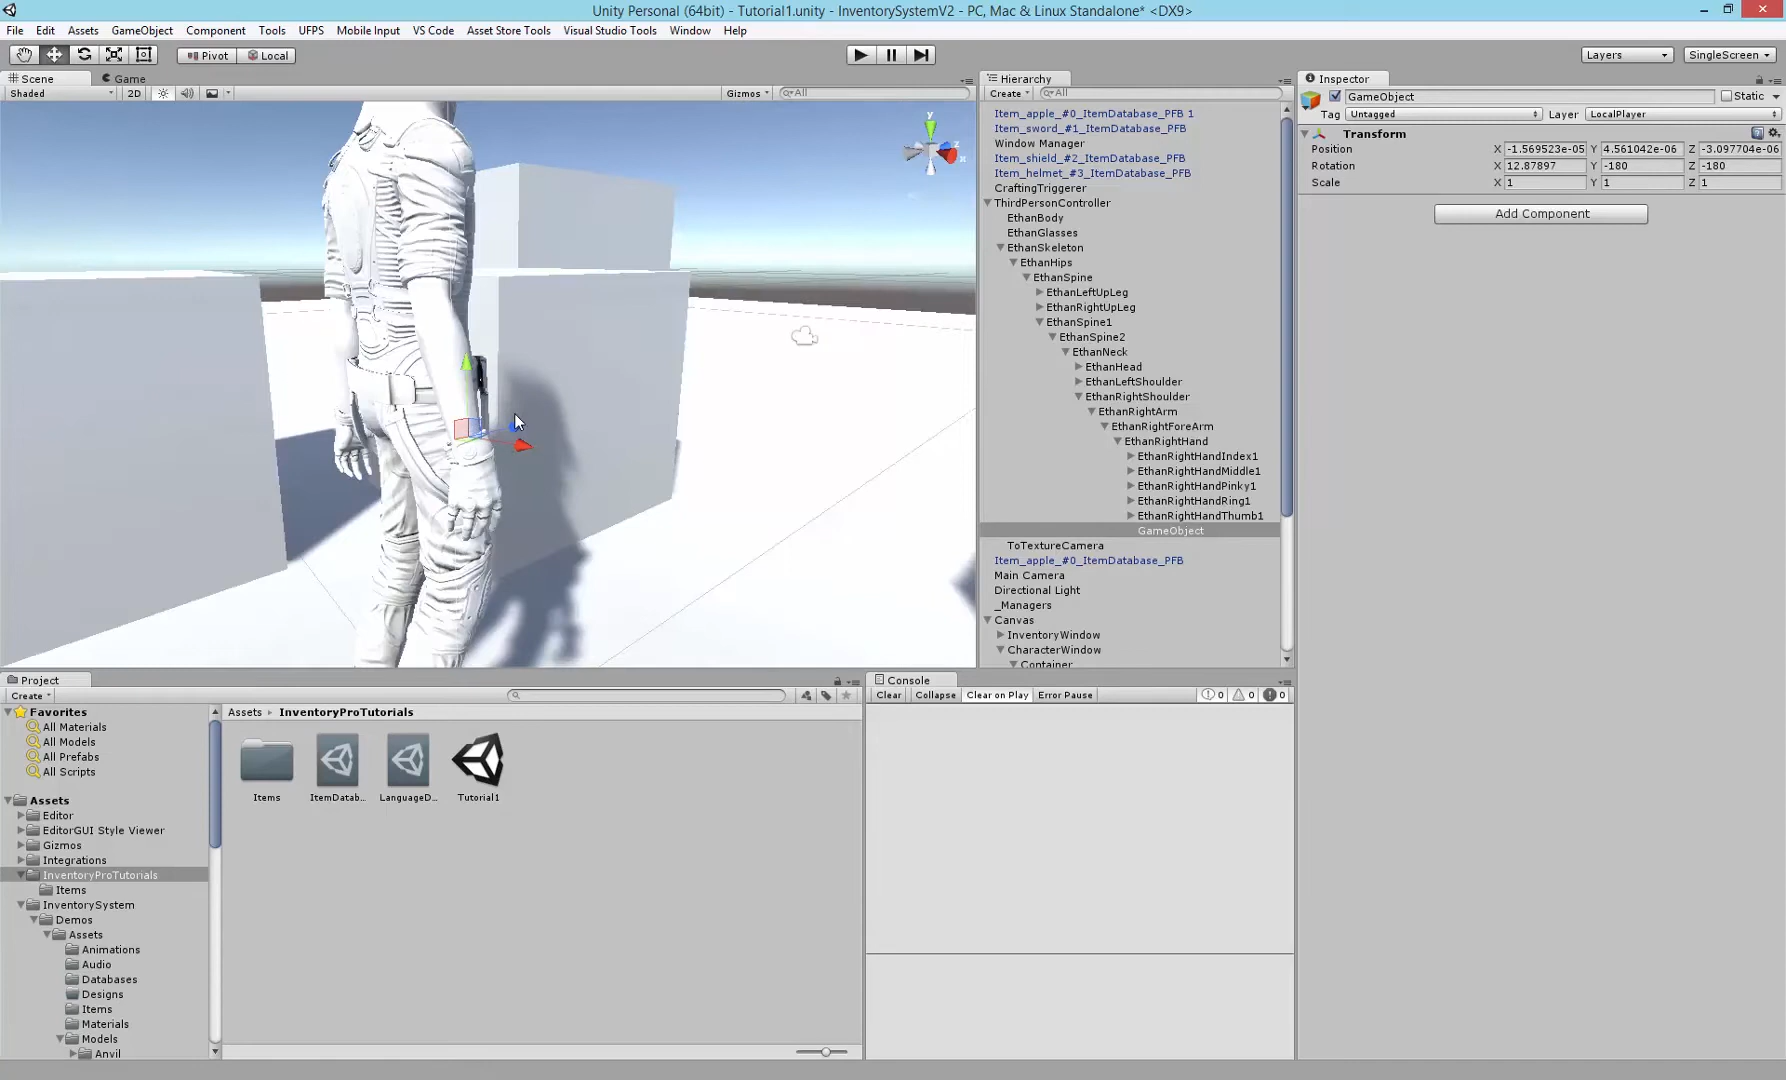 Unity Personal (64bit) - Tutorial1.unity - InventorySystemV2 - PC, Mac & Linux Standalone* <DX9>
File Edit Assets GameObject Component Tools UFPS Mobile Input VS Code Asset Store Tools Visual Studio Tools Window Help
Pivot Local Layers SingleScreen
Scene Game
Shaded 2D Gizmos All
y
z
x
Hierarchy
Create All
Item_apple_#0_ItemDatabase_PFB 1
Item_sword_#1_ItemDatabase_PFB
Window Manager
Item_shield_#2_ItemDatabase_PFB
Item_helmet_#3_ItemDatabase_PFB
CraftingTriggerer
ThirdPersonController
EthanBody
EthanGlasses
EthanSkeleton
EthanHips
EthanSpine
EthanLeftUpLeg
EthanRightUpLeg
EthanSpine1
EthanSpine2
EthanNeck
EthanHead
EthanLeftShoulder
EthanRightShoulder
EthanRightArm
EthanRightForeArm
EthanRightHand
EthanRightHandIndex1
EthanRightHandMiddle1
EthanRightHandPinky1
EthanRightHandRing1
EthanRightHandThumb1
GameObject
ToTextureCamera
Item_apple_#0_ItemDatabase_PFB
Main Camera
Directional Light
_Managers
Canvas
InventoryWindow
CharacterWindow
Container
Inspector
GameObject Static
Tag Untagged Layer LocalPlayer
Transform
Position X -1.569523e-05 Y 4.561042e-06 Z -3.097704e-06
Rotation X 12.87897 Y -180 Z -180
Scale X 1 Y 1 Z 1
Add Component
Project
Create
Favorites
All Materials
All Models
All Prefabs
All Scripts
Assets
Editor
EditorGUI Style Viewer
Gizmos
Integrations
InventoryProTutorials
Items
InventorySystem
Demos
Assets
Animations
Audio
Databases
Designs
Items
Materials
Models
Anvil
Assets InventoryProTutorials
Items ItemDatab... LanguageD... Tutorial1
Console
Clear Collapse Clear on Play Error Pause 0 0 0